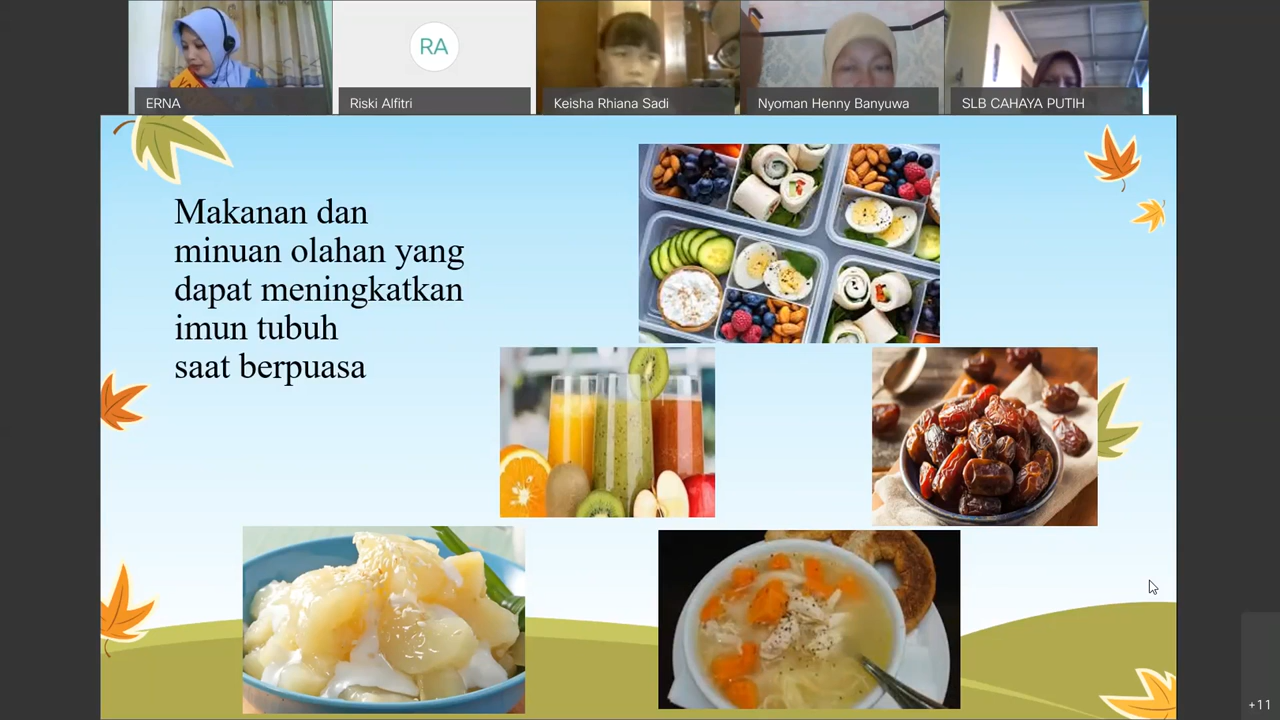 RA
ERNA
Riski Alfitri
Keisha Rhiana Sadi
Nyoman Henny Banyuwa
SLB CAHAYA PUTIH
Makanan dan
minuan olahan yang
dapat meningkatkan
imun tubuh
saat berpuasa
+11